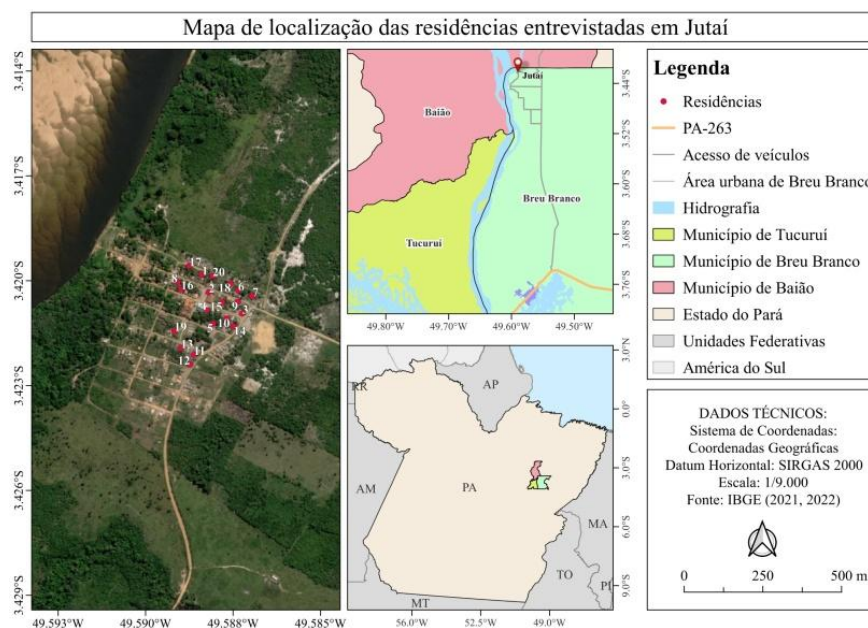 Mapa de localização das residências entrevistadas em Jutaí
3.414°S
3.417°S
3.420°S
3.423°S
3.426°S
3.429°S
49.593°W
49.590°W
49.588°W
49.585°W
17
1
20
8
16
2
18
6
7
4
15
9
3
5
10
14
19
13
11
12
Jutaí
Baião
Breu Branco
Tucuruí
3.44°S
3.52°S
3.60°S
3.68°S
3.76°S
49.80°W
49.70°W
49.60°W
49.50°W
RR
AP
AM
PA
MA
TO
PI
MT
3.0°N
0.0°
3.0°S
6.0°S
9.0°S
56.0°W
52.5°W
49.0°W
Legenda
Residências
PA-263
Acesso de veículos
Área urbana de Breu Branco
Hidrografia
Município de Tucuruí
Município de Breu Branco
Município de Baião
Estado do Pará
Unidades Federativas
América do Sul
DADOS TÉCNICOS:
Sistema de Coordenadas:
Coordenadas Geográficas
Datum Horizontal: SIRGAS 2000
Escala: 1/9.000
Fonte: IBGE (2021, 2022)
0 250 500 m